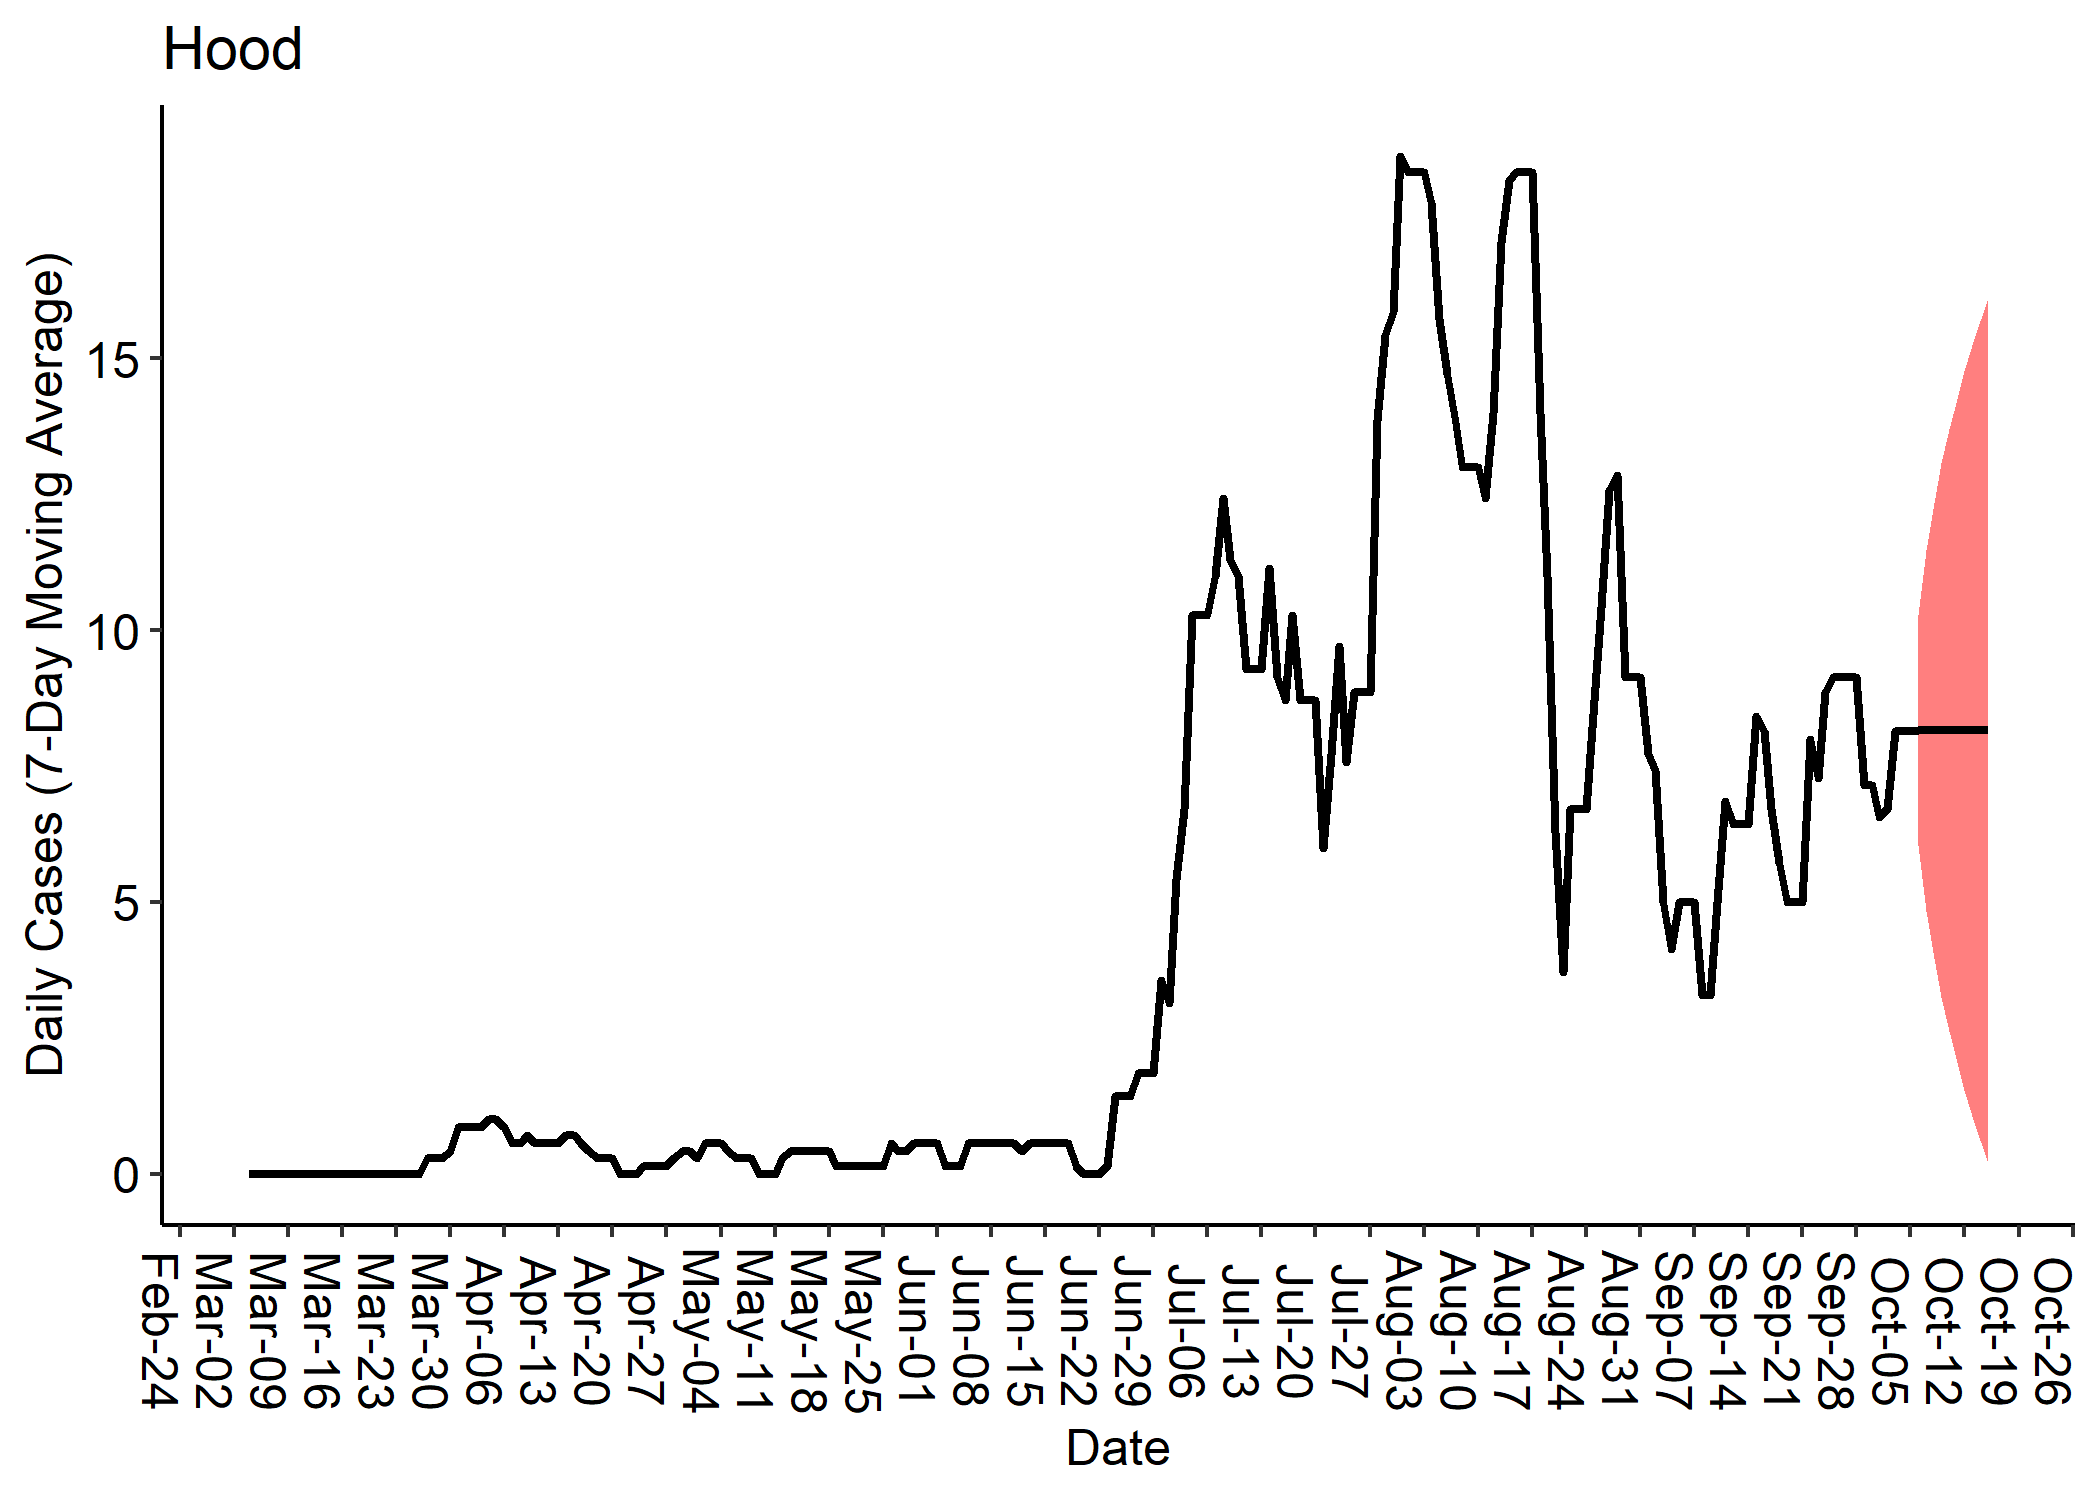 Hood
Daily Cases (7-Day Moving Average)
15
10
5
0
Feb-24
Mar-02
Mar-09
Mar-16
Mar-23
Mar-30
Apr-06
Apr-13
Apr-20
Apr-27
May-04
May-11
May-18
May-25
Jun-01
Jun-08
Jun-15
Jun-22
Jun-29
Jul-06
Jul-13
Jul-20
Jul-27
Aug-03
Aug-10
Aug-17
Aug-24
Aug-31
Sep-07
Sep-14
Sep-21
Sep-28
Oct-05
Oct-12
Oct-19
Oct-26
Date